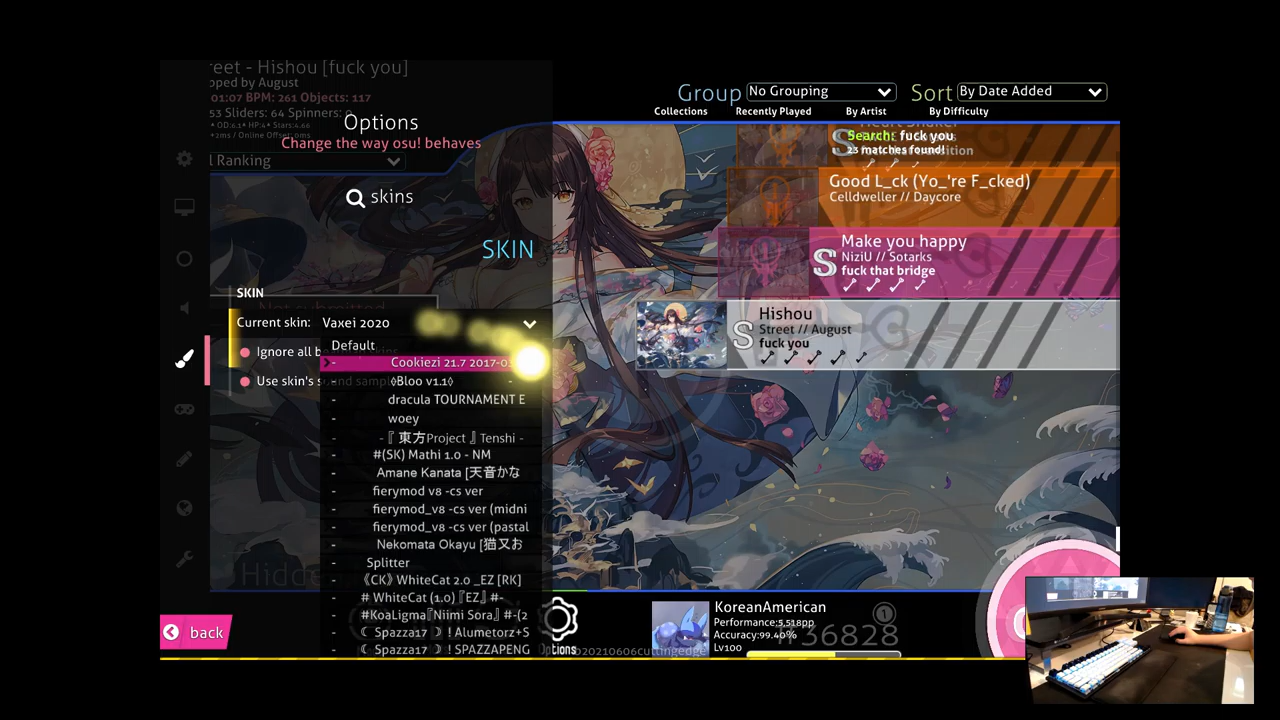 reet - Hishou [fuck you]
pped by August
01:07 BPM: 261 Objects: 117
53 Sliders: 64 Spinners:
Options
Change the way osu! behaves
l Ranking
skins
SKIN
SKIN
Current skin: Vaxei 2020
Ignore all b
Use skin's sound samp
Default
- Cookiezi 21.7 2017-0
- ◊Bloo v1.1◊ -
- dracula TOURNAMENT E
- woey
- -『東方Project』Tenshi -
- #(SK) Mathi 1.0 - NM
- Amane Kanata [天音かな
- fierymod v8 -cs ver
- fierymod_v8 -cs ver (midni
- fierymod_v8 -cs ver (pastal
- Nekomata Okayu [猫又お
- Splitter
- 《CK》WhiteCat 2.0 _EZ [RK]
- # WhiteCat (1.0)『EZ』#-
- #KoaLigma『Niimi Sora』#-(2
- ☾ Spazza17 ☽ ! Alumetorz+S
- ☾ Spazza17 ☽ ! SPAZZAPENG
back
Group No Grouping
Sort By Date Added
Collections Recently Played By Artist By Difficulty
Search: fuck you
23 matches found!
Good L_ck (Yo_'re F_cked)
Celldweller // Daycore
Make you happy
NiziU // Sotarks
fuck that bridge
Hishou
Street // August
fuck you
Options
b20210606cuttingedge
KoreanAmerican
Performance:5,518pp
Accuracy:99.40%
Lv100
#36828